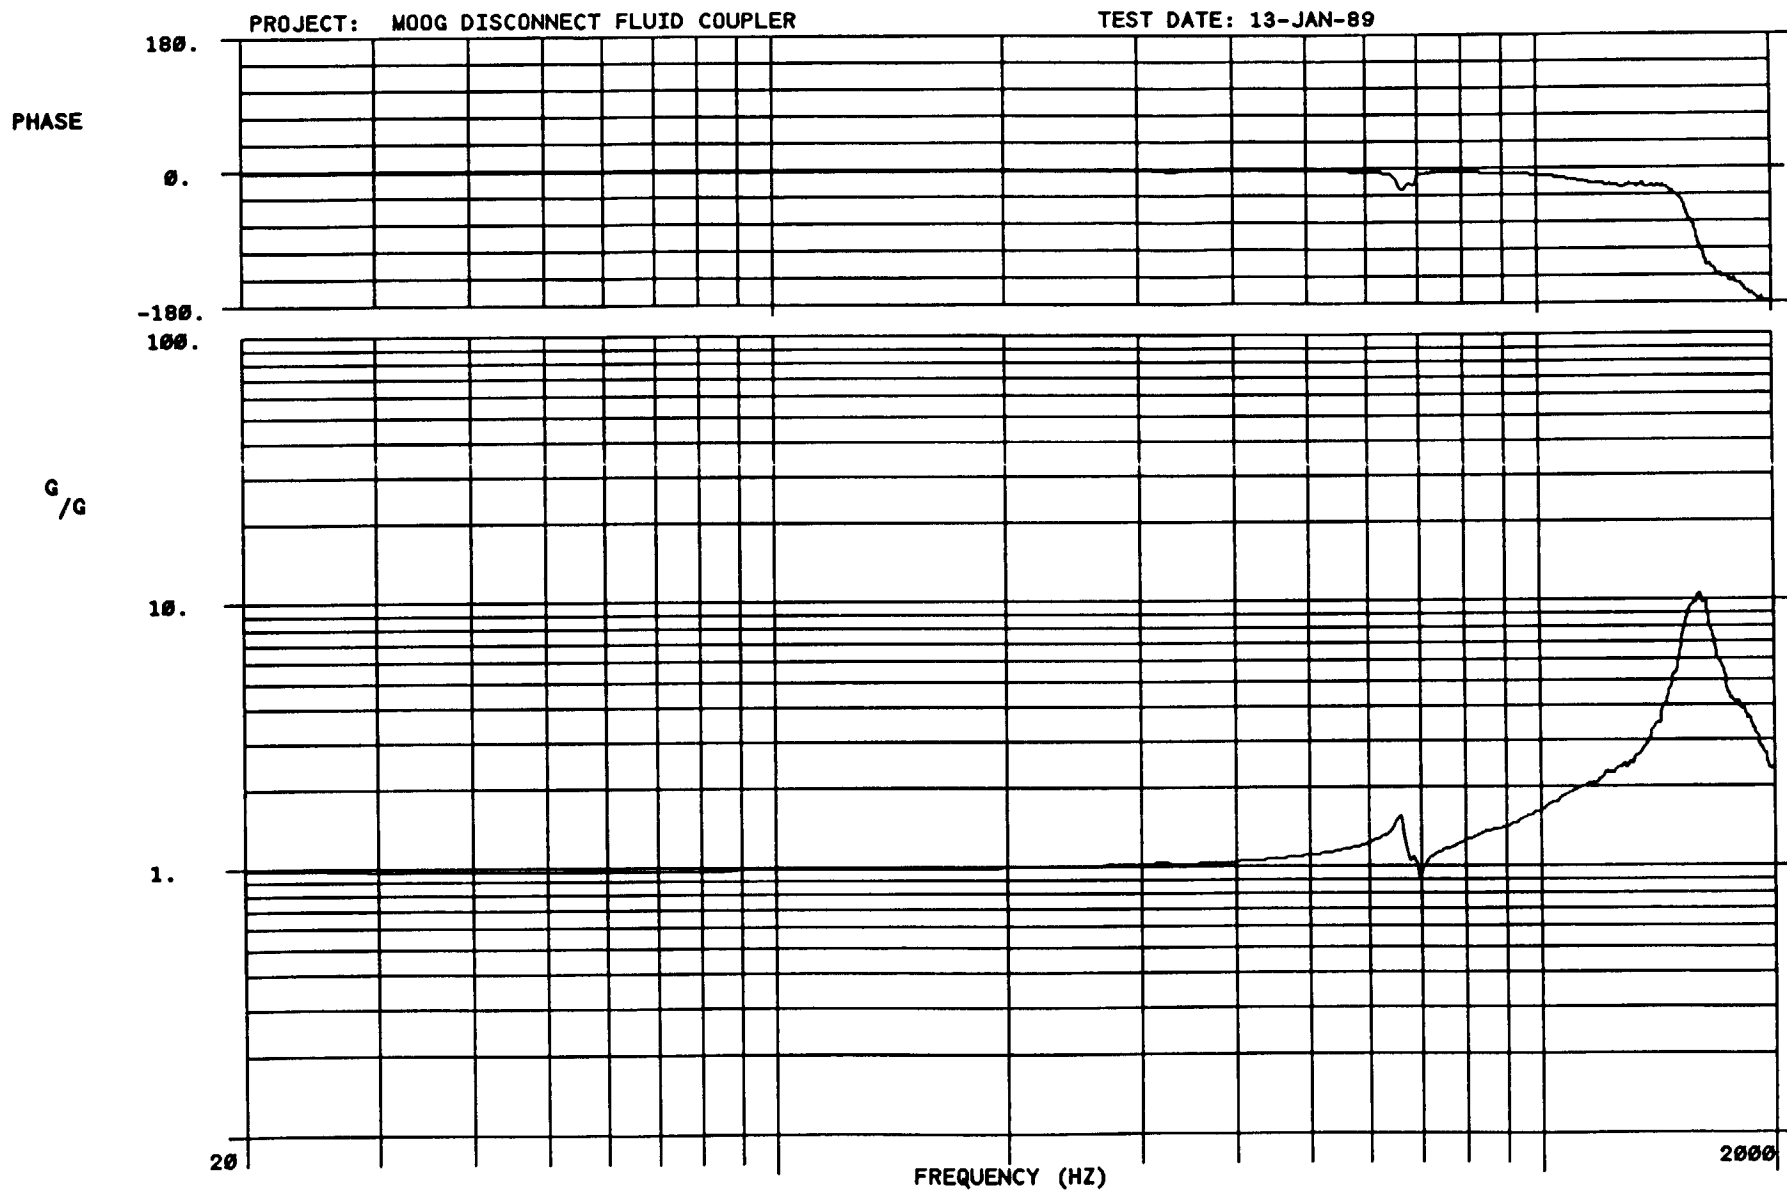 PROJECT: MOOG DISCONNECT FLUID COUPLER TEST DATE: 13-JAN-89
180.
PHASE
0.
-180.
100.
G
/G
10.
1.
20
2000
FREQUENCY (HZ)